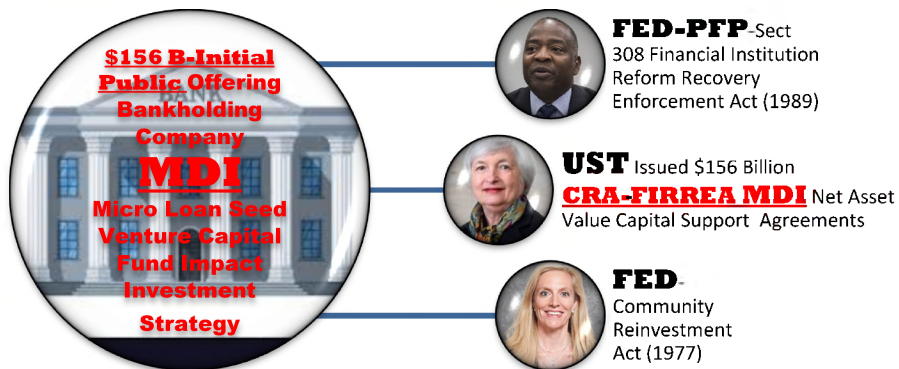 $156 B-Initial
Public Offering
BANK
Bankholding
Company
MDI
Micro Loan Seed
Venture Capital
Fund Impact
Investment
Strategy
FED-PFP-Sect
308 Financial Institution
Reform Recovery
Enforcement Act (1989)
UST Issued $156 Billion
CRA-FIRREA MDI Net Asset
Value Capital Support Agreements
FED-
Community
Reinvestment
Act (1977)